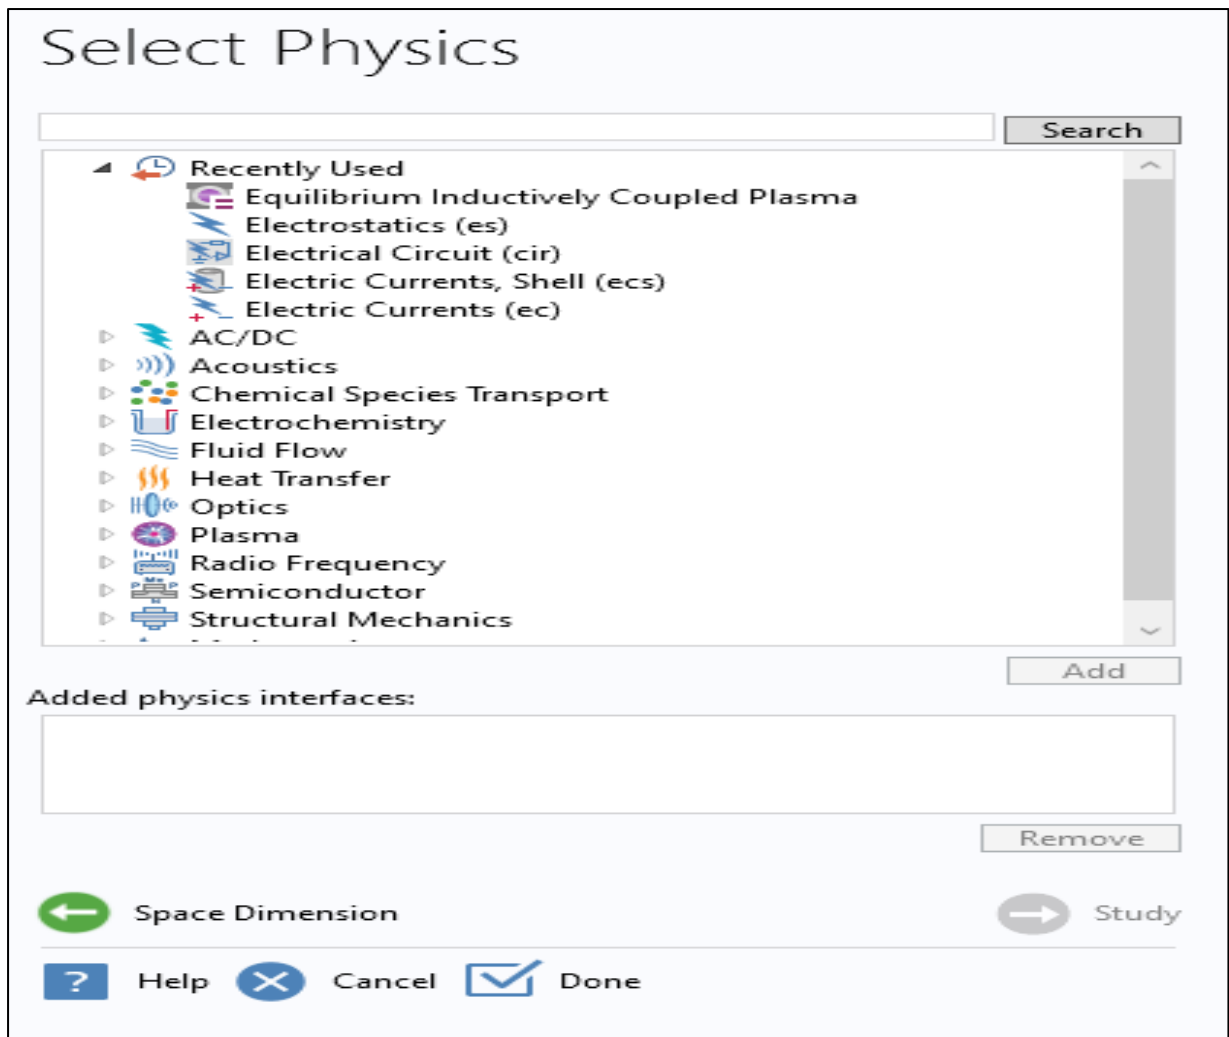 Select Physics
Search
Recently Used
Equilibrium Inductively Coupled Plasma
Electrostatics (es)
Electrical Circuit (cir)
Electric Currents, Shell (ecs)
Electric Currents (ec)
AC/DC
Acoustics
Chemical Species Transport
Electrochemistry
Fluid Flow
Heat Transfer
Optics
Plasma
Radio Frequency
Semiconductor
Structural Mechanics
Add
Added physics interfaces:
Remove
Space Dimension Study
? Help Cancel Done